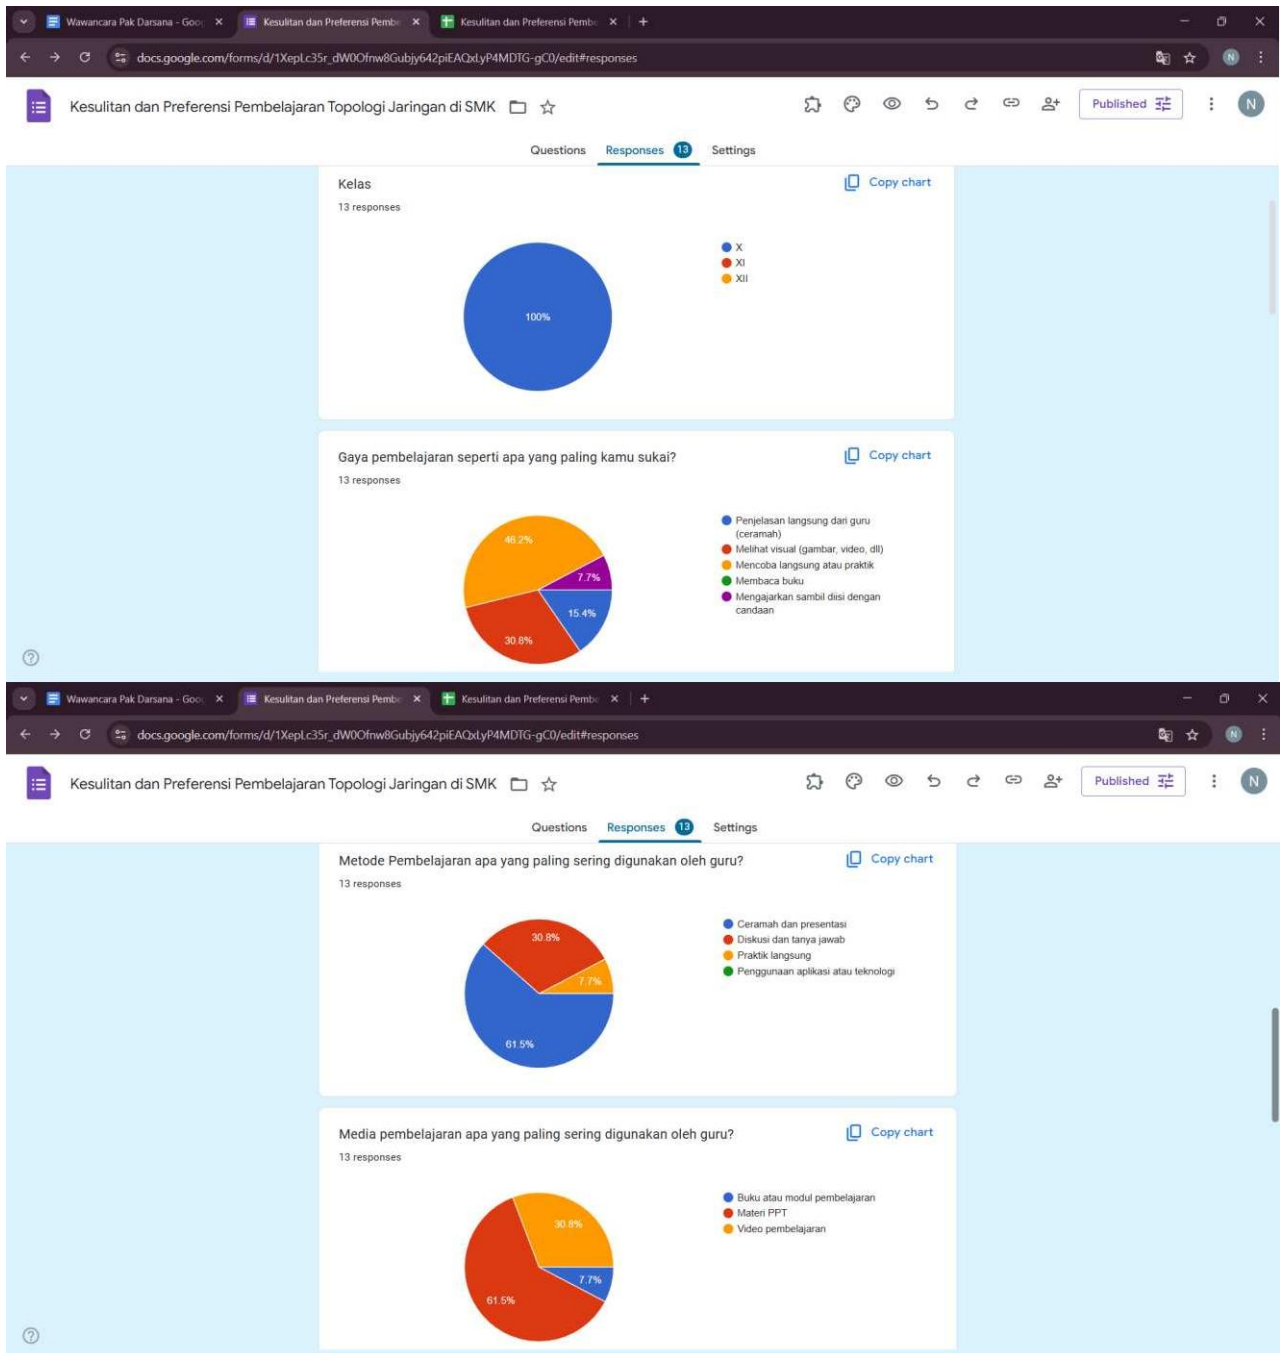 Wawancara Pak Darsana - Goo
Kesulitan dan Preferensi Pembe
Kesulitan dan Preferensi Pembe
docs.google.com/forms/d/1XepLc35r_dW0Ofnw8Gubjy642piEAQxLyP4MDTG-gC0/edit#responses
N
Kesulitan dan Preferensi Pembelajaran Topologi Jaringan di SMK
Published
N
Questions Responses 13 Settings
Kelas
Copy chart
13 responses
X
XI
XII
100%
Gaya pembelajaran seperti apa yang paling kamu sukai?
Copy chart
13 responses
Penjelasan langsung dari guru
(ceramah)
Melihat visual (gambar, video, dll)
Mencoba langsung atau praktik
Membaca buku
Mengajarkan sambil diisi dengan
candaan
46.2%
7.7%
15.4%
30.8%
Wawancara Pak Darsana - Goo
Kesulitan dan Preferensi Pembe
Kesulitan dan Preferensi Pembe
docs.google.com/forms/d/1XepLc35r_dW0Ofnw8Gubjy642piEAQxLyP4MDTG-gC0/edit#responses
N
Kesulitan dan Preferensi Pembelajaran Topologi Jaringan di SMK
Published
N
Questions Responses 13 Settings
Metode Pembelajaran apa yang paling sering digunakan oleh guru?
Copy chart
13 responses
Ceramah dan presentasi
Diskusi dan tanya jawab
Praktik langsung
Penggunaan aplikasi atau teknologi
30.8%
7.7%
61.5%
Media pembelajaran apa yang paling sering digunakan oleh guru?
Copy chart
13 responses
Buku atau modul pembelajaran
Materi PPT
Video pembelajaran
30.8%
7.7%
61.5%